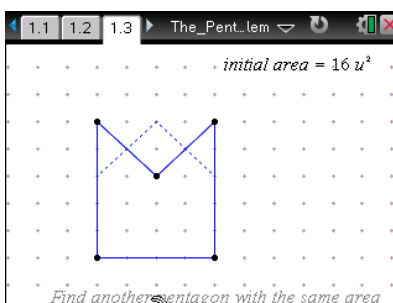 1.1 1.2 1.3 The_Pent...lem
initial area = 16 u²
Find another pentagon with the same area